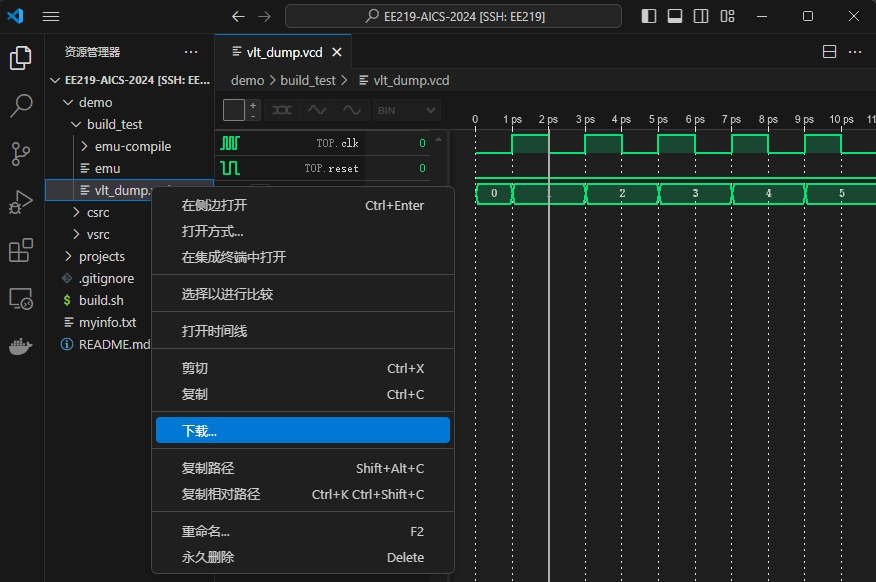 EE219-AICS-2024 [SSH: EE219]
资源管理器
EE219-AICS-2024 [SSH: EE...
demo
build_test
emu-compile
emu
vlt_dump.
csrc
vsrc
projects
.gitignore
$ build.sh
myinfo.txt
README.md
vlt_dump.vcd
demo > build_test > vlt_dump.vcd
+
-
BIN
TOP.clk 0
TOP.reset 0
0 1 ps 2 ps 3 ps 4 ps 5 ps 6 ps 7 ps 8 ps 9 ps 10 ps 11
0 1 2 3 4 5
在侧边打开 Ctrl+Enter
打开方式...
在集成终端中打开
选择以进行比较
打开时间线
剪切 Ctrl+X
复制 Ctrl+C
下载...
复制路径 Shift+Alt+C
复制相对路径 Ctrl+K Ctrl+Shift+C
重命名... F2
永久删除 Delete